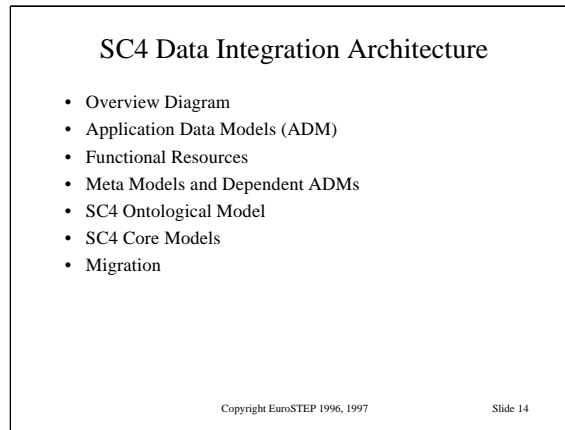 SC4 Data Integration Architecture
• Overview Diagram
• Application Data Models (ADM)
• Functional Resources
• Meta Models and Dependent ADMs
• SC4 Ontological Model
• SC4 Core Models
• Migration
Copyright EuroSTEP 1996, 1997 Slide 14